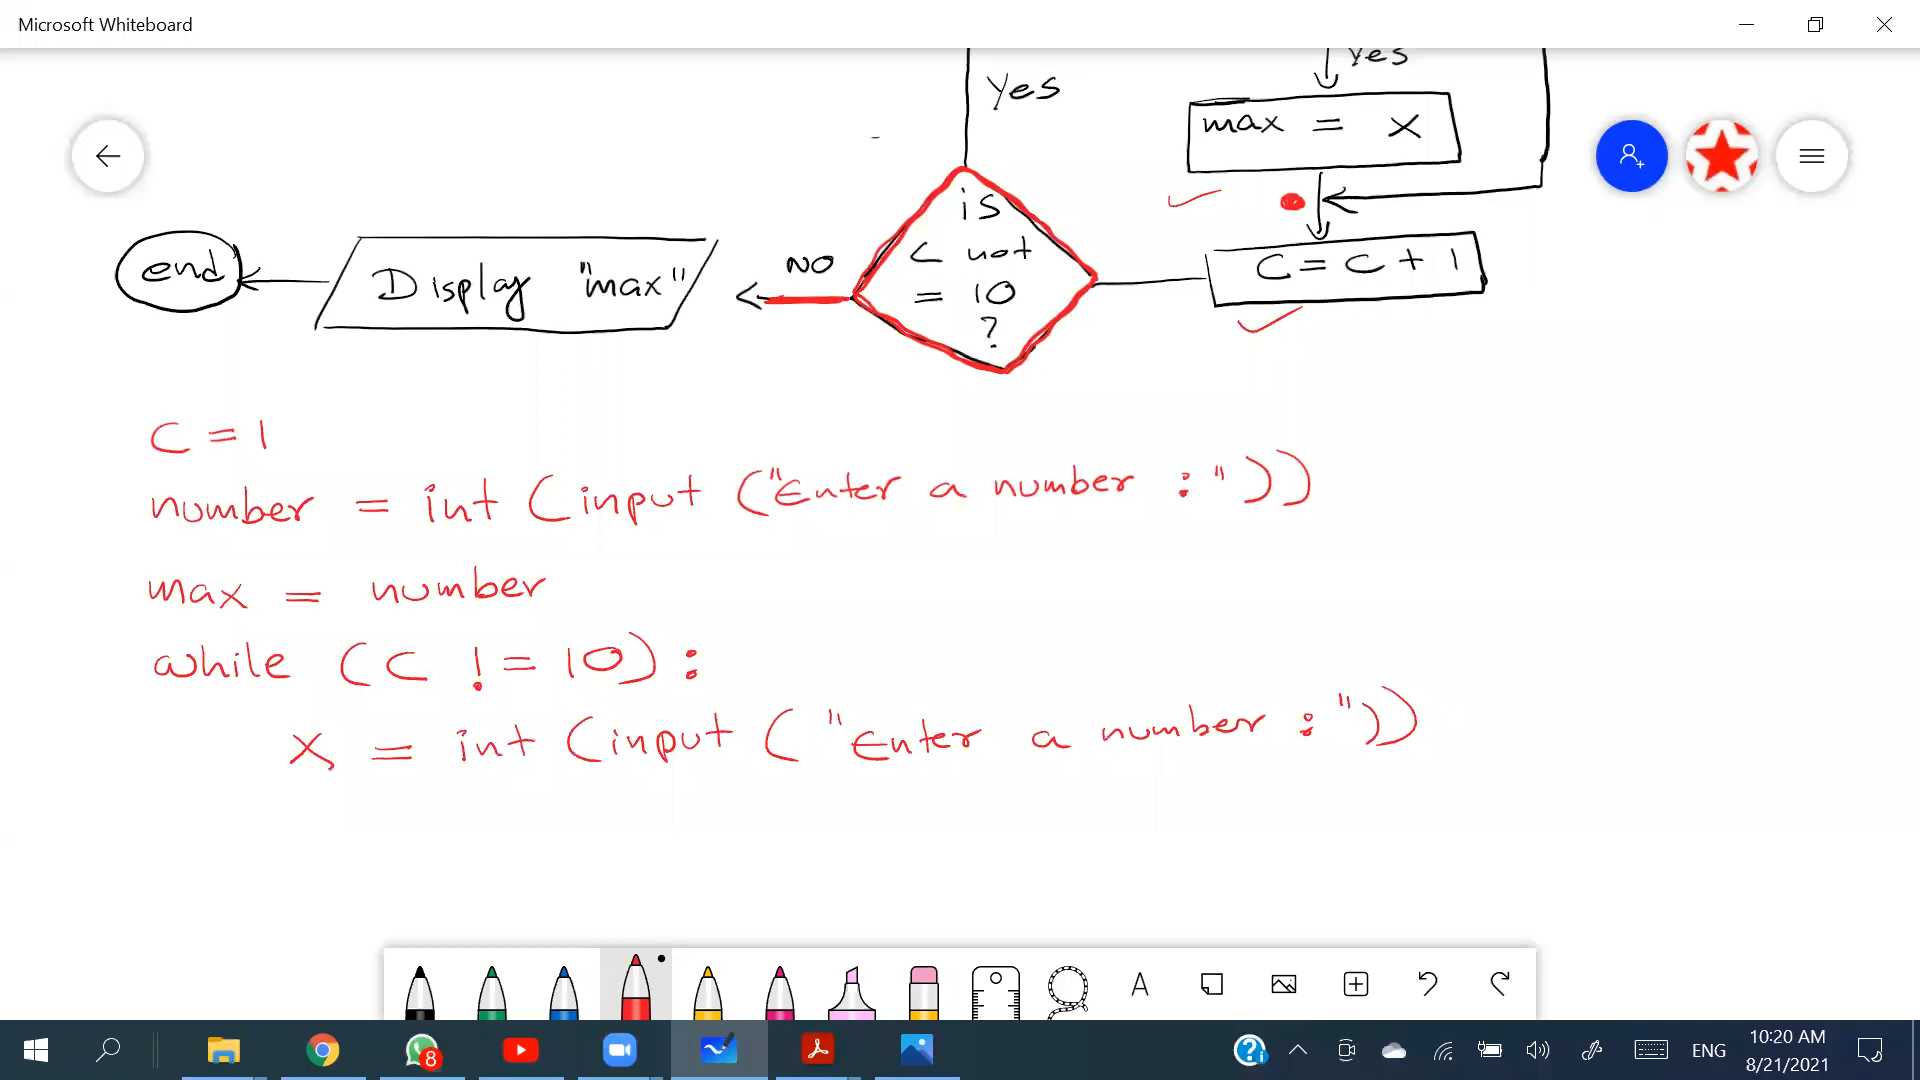 Microsoft Whiteboard
Yes
Yes
max = x
is
C not
= 10
?
NO
C = C + 1
Display "max"
end
C = 1
number = int (input ("Enter a number :"))
max = number
while (C != 10):
x = int (input ("Enter a number :"))
A
8
ENG
10:20 AM
8/21/2021